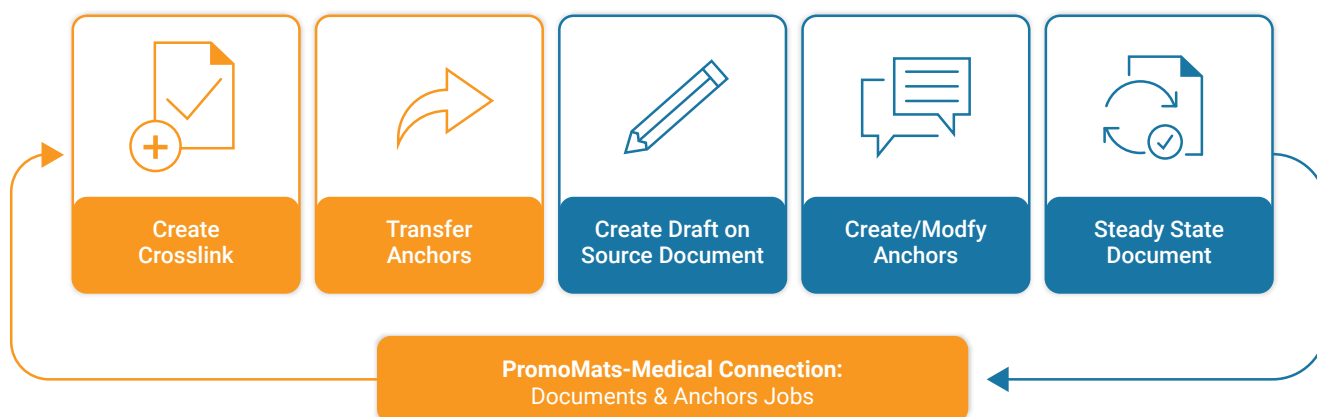 Create
Crosslink
Transfer
Anchors
Create Draft on
Source Document
Create/Modfy
Anchors
Steady State
Document
PromoMats-Medical Connection:
Documents & Anchors Jobs